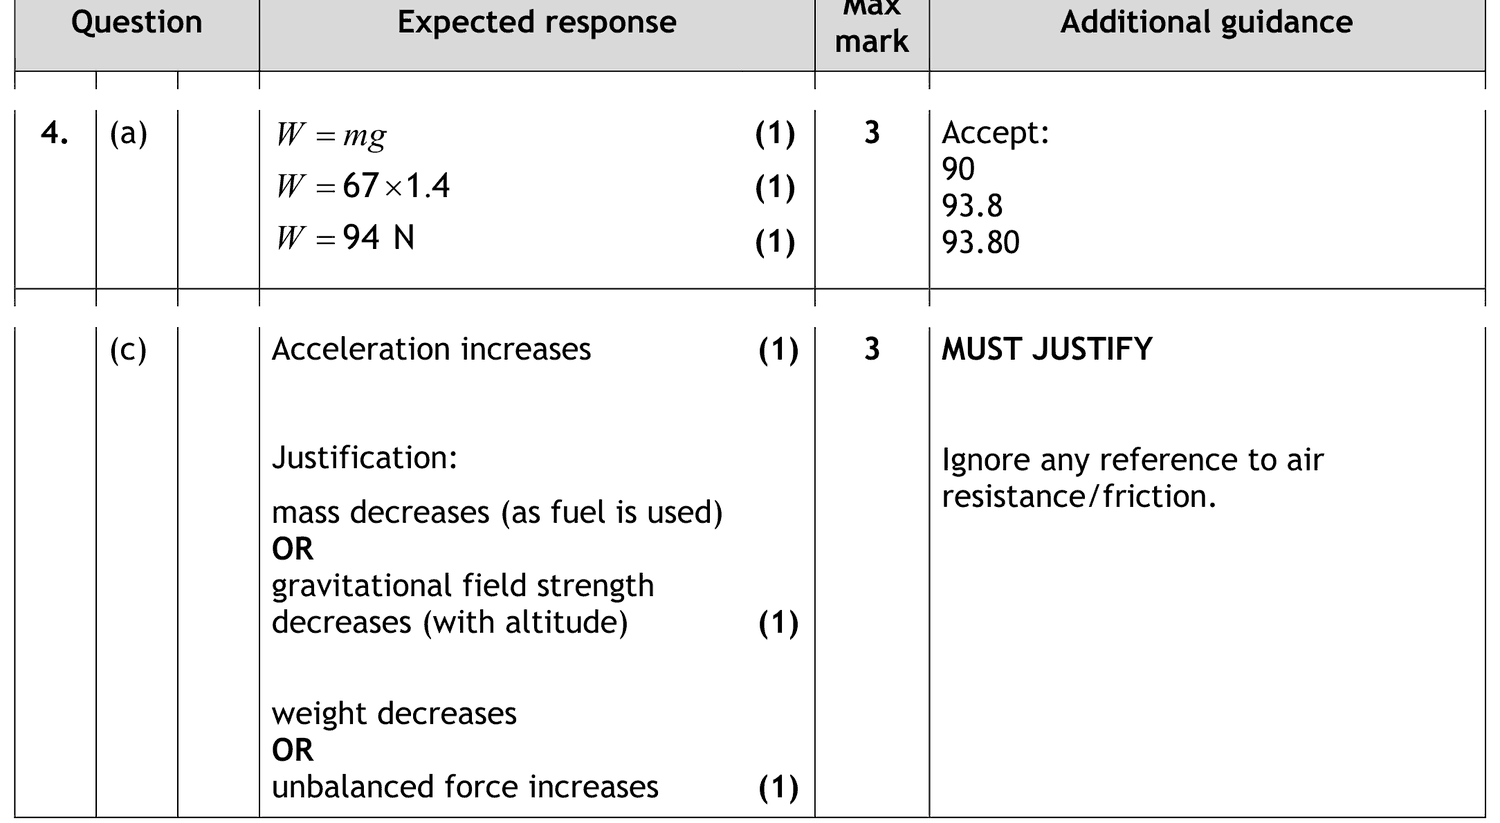 Question Expected response Max mark Additional guidance
4. (a) W = mg (1) 3 Accept:
90
W = 67×1.4 (1)
93.8
W = 94 N (1) 93.80
(c) Acceleration increases (1) 3 MUST JUSTIFY
Justification: Ignore any reference to air
resistance/friction.
mass decreases (as fuel is used)
OR
gravitational field strength
decreases (with altitude) (1)
weight decreases
OR
unbalanced force increases (1)